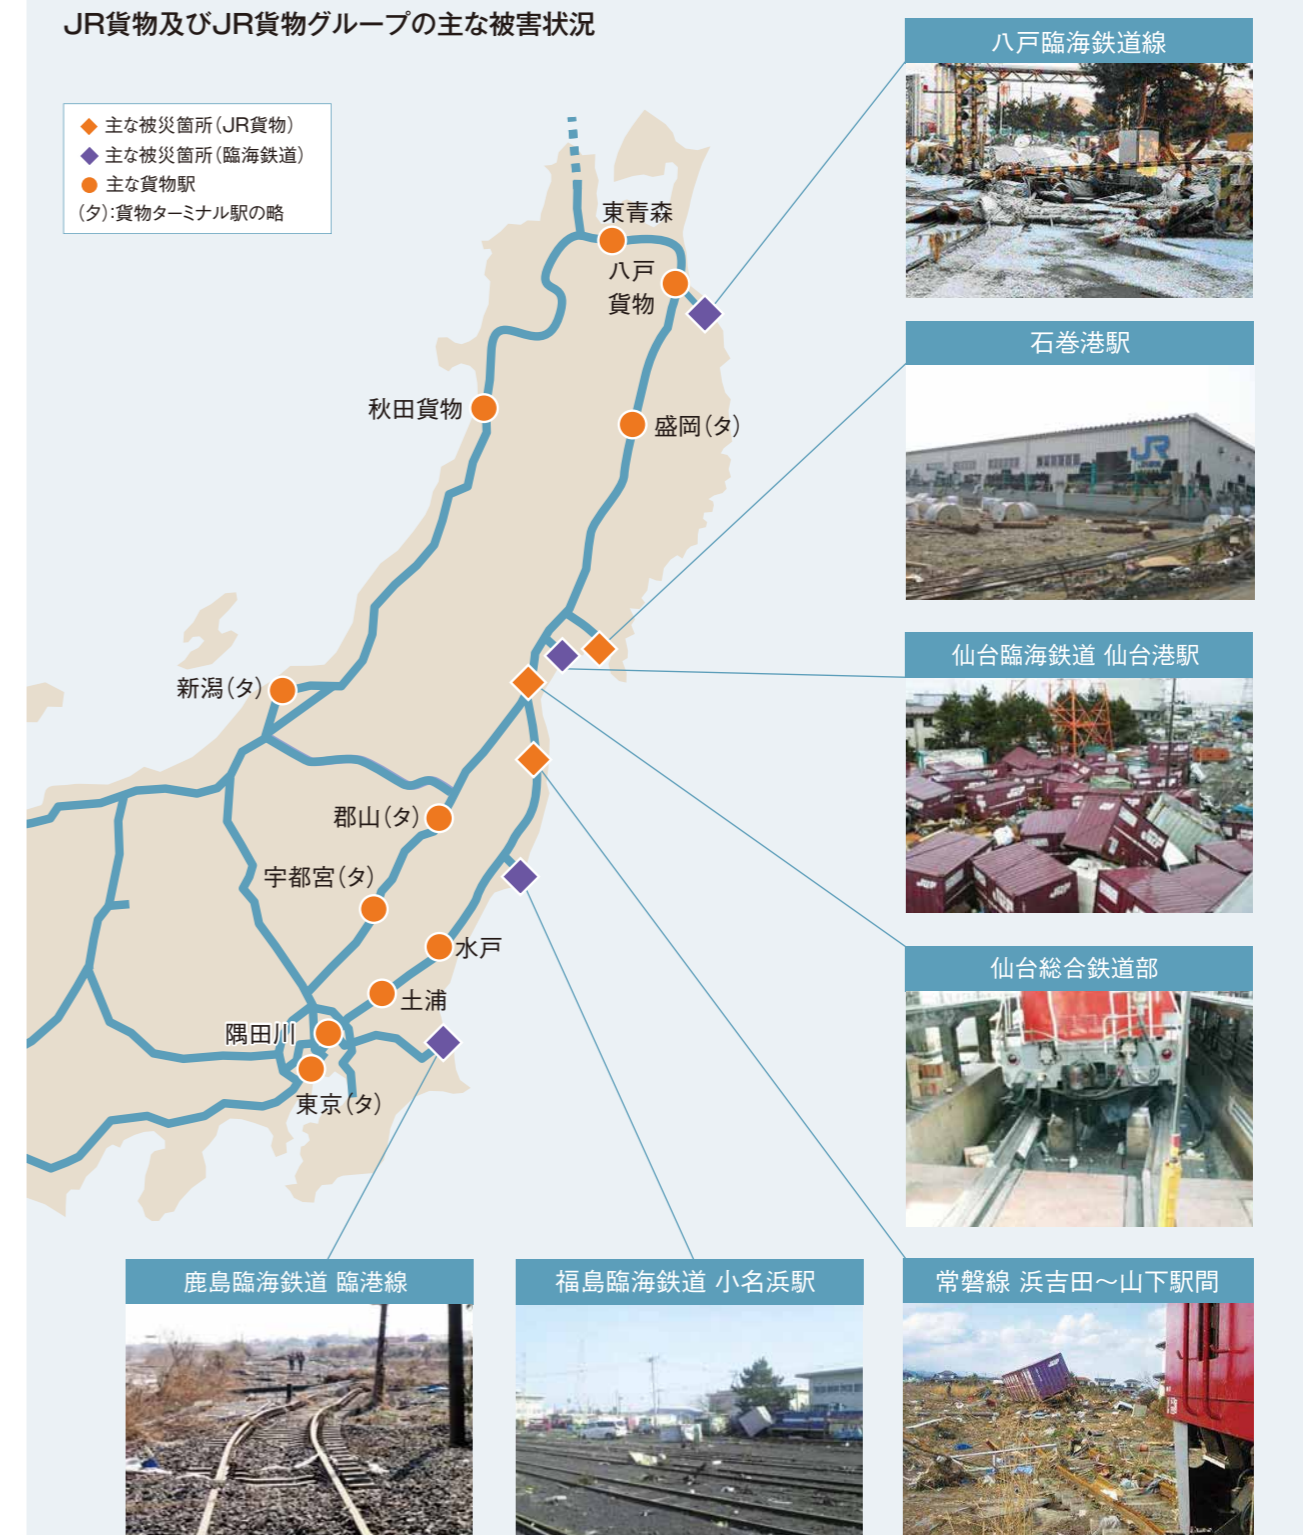 JR貨物及びJR貨物グループの主な被害状況
主な被災箇所(JR貨物)
主な被災箇所(臨海鉄道)
主な貨物駅
(タ):貨物ターミナル駅の略
八戸臨海鉄道線
石巻港駅
JR
仙台臨海鉄道 仙台港駅
仙台総合鉄道部
常磐線 浜吉田〜山下駅間
福島臨海鉄道 小名浜駅
鹿島臨海鉄道 臨港線
東青森
八戸
貨物
秋田貨物
盛岡(タ)
新潟(タ)
郡山(タ)
宇都宮(タ)
水戸
土浦
隅田川
東京(タ)